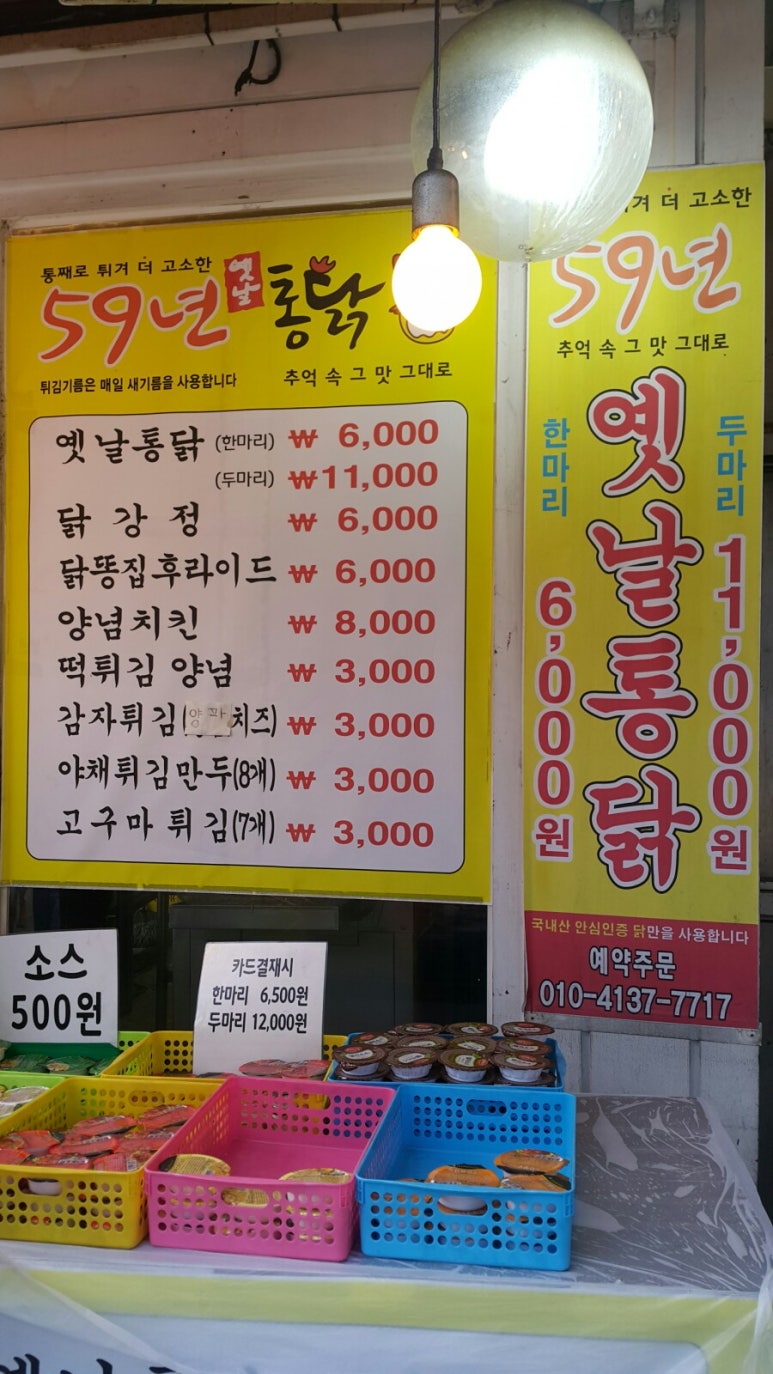 통째로 튀겨 더 고소한
59년 옛날 통닭
튀김기름은 매일 새기름을 사용합니다
추억 속 그 맛 그대로
옛날통닭 (한마리) ₩ 6,000
(두마리) ₩11,000
닭 강 정 ₩ 6,000
닭똥집후라이드 ₩ 6,000
양념치킨 ₩ 8,000
떡튀김 양념 ₩ 3,000
감자튀김( 치즈) ₩ 3,000
야채튀김만두(8개) ₩ 3,000
고구마 튀김(7개) ₩ 3,000
더 고소한
59년
추억 속 그 맛 그대로
한마리 6,000원
옛날통닭
두마리 11,000원
국내산 안심인증 닭만을 사용합니다
예약주문
010-4137-7717
소스
500원
카드결재시
한마리 6,500원
두마리 12,000원